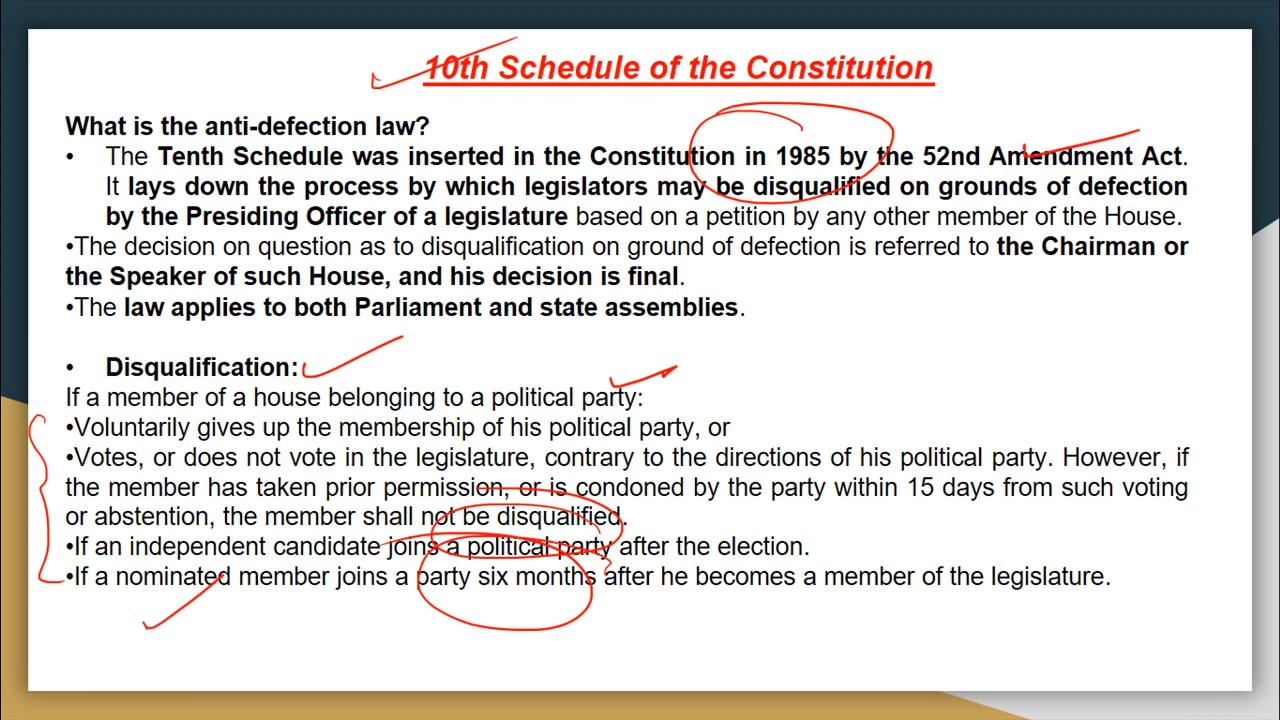 10th Schedule of the Constitution
What is the anti-defection law?
• The Tenth Schedule was inserted in the Constitution in 1985 by the 52nd Amendment Act.
It lays down the process by which legislators may be disqualified on grounds of defection
by the Presiding Officer of a legislature based on a petition by any other member of the House.
•The decision on question as to disqualification on ground of defection is referred to the Chairman or
the Speaker of such House, and his decision is final.
•The law applies to both Parliament and state assemblies.
• Disqualification:
If a member of a house belonging to a political party:
•Voluntarily gives up the membership of his political party, or
•Votes, or does not vote in the legislature, contrary to the directions of his political party. However, if
the member has taken prior permission, or is condoned by the party within 15 days from such voting
or abstention, the member shall not be disqualified.
•If an independent candidate joins a political party after the election.
•If a nominated member joins a party six months after he becomes a member of the legislature.